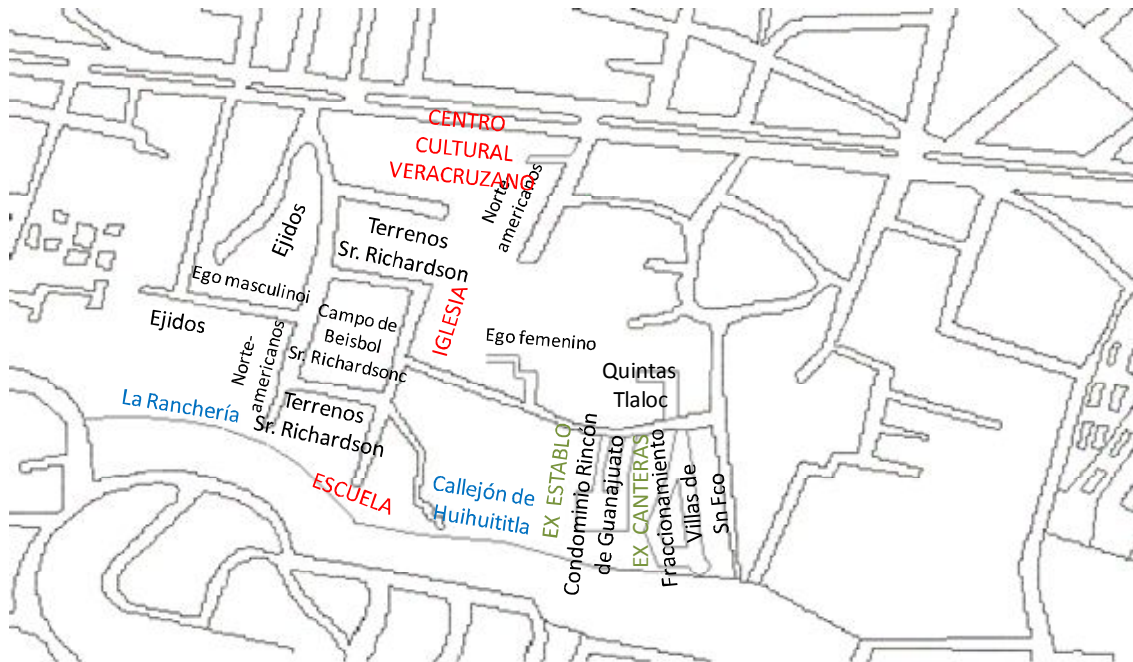 CENTRO
CULTURAL
VERACRUZANO
Norte-
americanos
Ejidos
Terrenos
Sr. Richardson
Ego masculinoi
IGLESIA
Ejidos
Norte-
americanos
Campo de
Beisbol
Sr. Richardsonc
Ego femenino
Quintas
Tlaloc
La Ranchería
Terrenos
Sr. Richardson
ESCUELA
Callejón de
Huihuititla
EX ESTABLO
Condominio Rincón
de Guanajuato
EX CANTERAS
Fraccionamiento
Villas de
Sn Fco